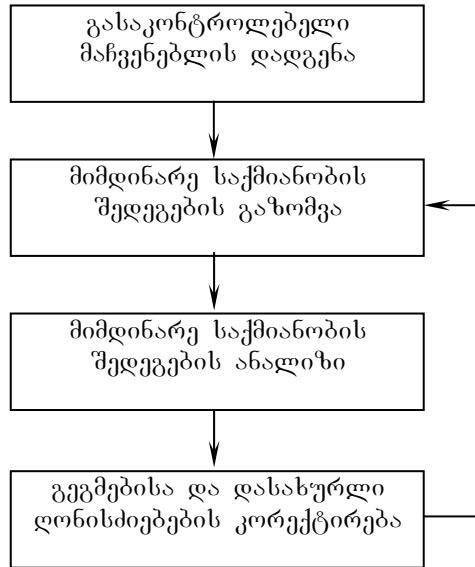 გასაკონტროლებელი
მაჩვენებლის დადგენა
მიმდინარე საქმიანობის
შედეგების გაზომვა
მიმდინარე საქმიანობის
შედეგების ანალიზი
გეგმებისა და დასახურლი
ღონისძიებების კორექტირება